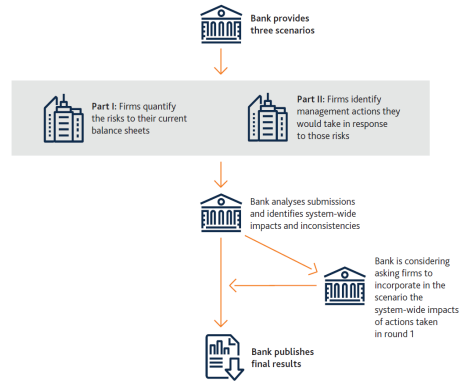 Bank provides
three scenarios
Part I: Firms quantify
the risks to their current
balance sheets
Part II: Firms identify
management actions they
would take in response
to those risks
Bank analyses submissions
and identifies system-wide
impacts and inconsistencies
Bank is considering
asking firms to
incorporate in the
scenario the
system-wide impacts
of actions taken
in round 1
Bank publishes
final results